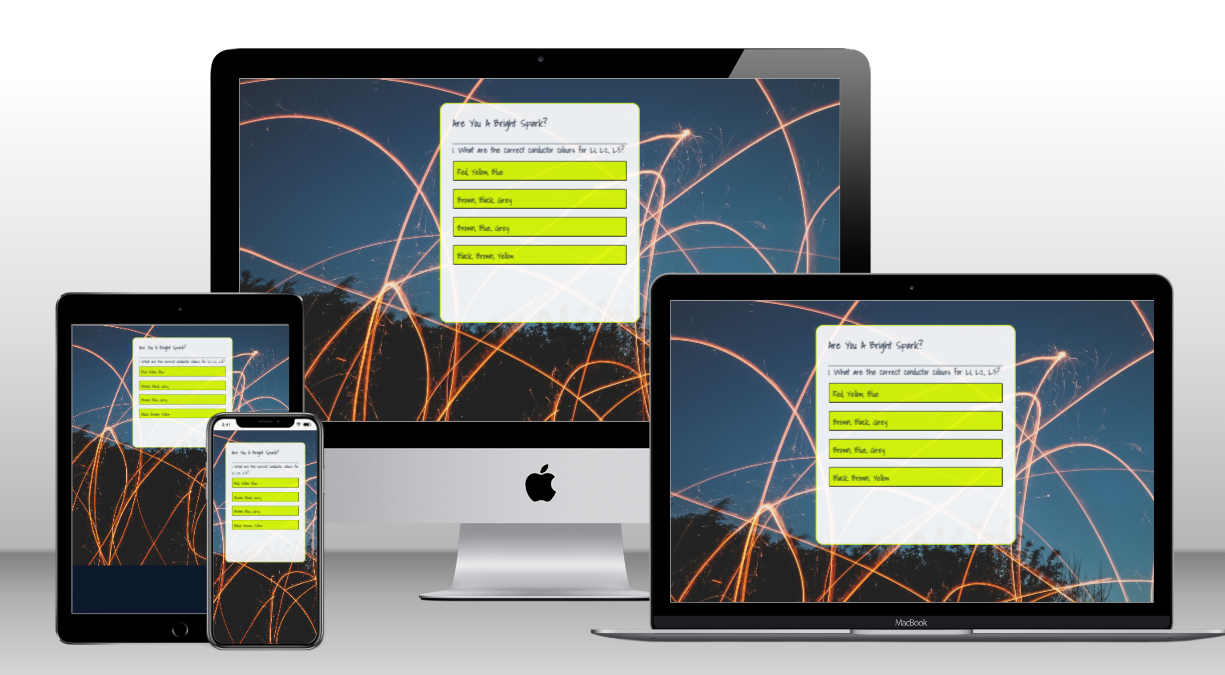 Are You A Bright Spark?
1. What are the correct conductor colours for L1, L2, L3?
Red, Yellow, Blue
Brown, Black, Grey
Brown, Blue, Grey
Black, Brown, Yellow
Are You A Bright Spark?
1. What are the correct conductor colours for L1, L2, L3?
Red, Yellow, Blue
Brown, Black, Grey
Brown, Blue, Grey
Black, Brown, Yellow
MacBook
Are You A Bright Spark?
1. What are the correct conductor colours for L1, L2, L3?
Red, Yellow, Blue
Brown, Black, Grey
Brown, Blue, Grey
Black, Brown, Yellow
9:41
Are You A Bright Spark?
1. What are the correct conductor colours for
L1, L2, L3?
Red, Yellow, Blue
Brown, Black, Grey
Brown, Blue, Grey
Black, Brown, Yellow